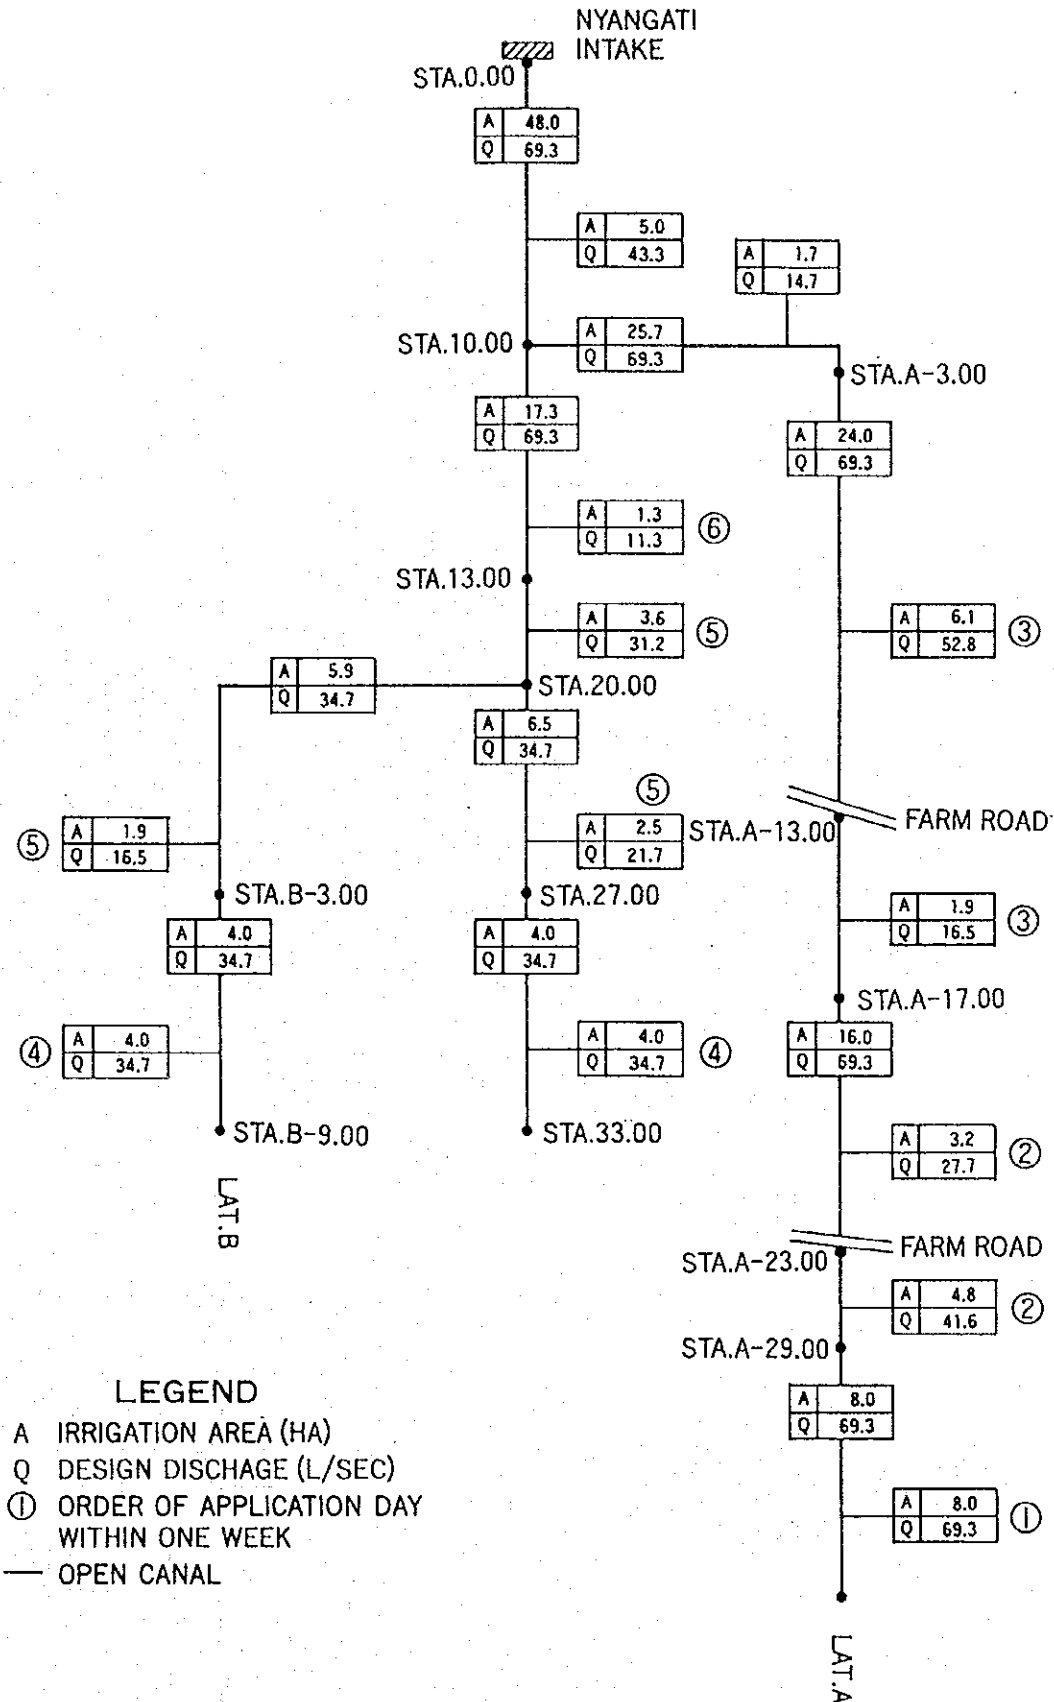 NYANGATI
INTAKE
STA.0.00
A 48.0
Q 69.3
A 5.0
Q 43.3
A 1.7
Q 14.7
STA.10.00
A 25.7
Q 69.3
STA.A-3.00
A 17.3
Q 69.3
A 24.0
Q 69.3
A 1.3
Q 11.3
⑥
STA.13.00
A 3.6
Q 31.2
⑤
A 6.1
Q 52.8
③
A 5.9
Q 34.7
STA.20.00
A 6.5
Q 34.7
⑤
A 2.5
Q 21.7
STA.A-13.00
FARM ROAD
⑤
A 1.9
Q 16.5
STA.B-3.00
STA.27.00
A 1.9
Q 16.5
③
A 4.0
Q 34.7
A 4.0
Q 34.7
STA.A-17.00
④
A 4.0
Q 34.7
A 4.0
Q 34.7
④
A 16.0
Q 69.3
STA.B-9.00
STA.33.00
A 3.2
Q 27.7
②
LAT.B
FARM ROAD
STA.A-23.00
A 4.8
Q 41.6
②
STA.A-29.00
A 8.0
Q 69.3
A 8.0
Q 69.3
①
LAT.A
LEGEND
A IRRIGATION AREA (HA)
Q DESIGN DISCHAGE (L/SEC)
① ORDER OF APPLICATION DAY
WITHIN ONE WEEK
OPEN CANAL